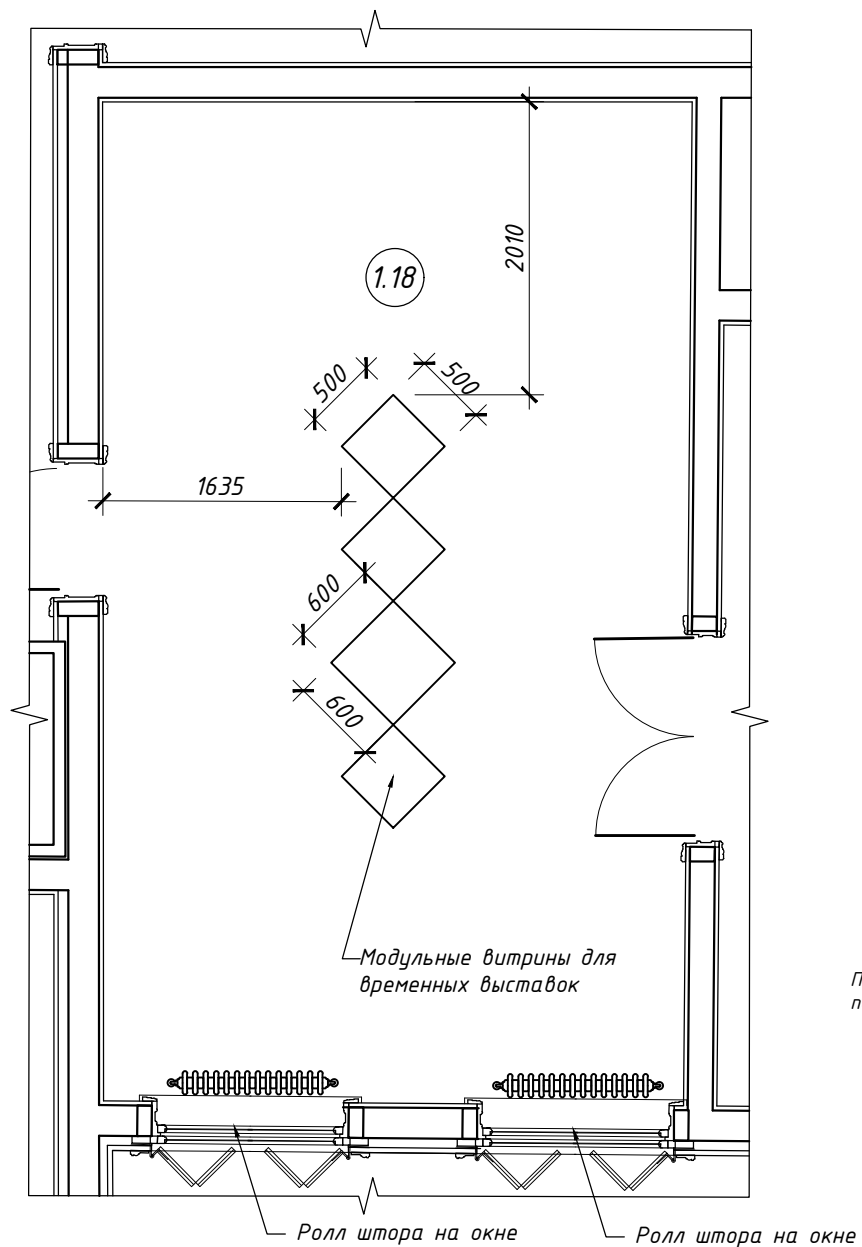 2010
1.18
500
500
1635
600
600
Модульные витрины для
временных выставок
П
п
Ролл штора на окне
Ролл штора на окне